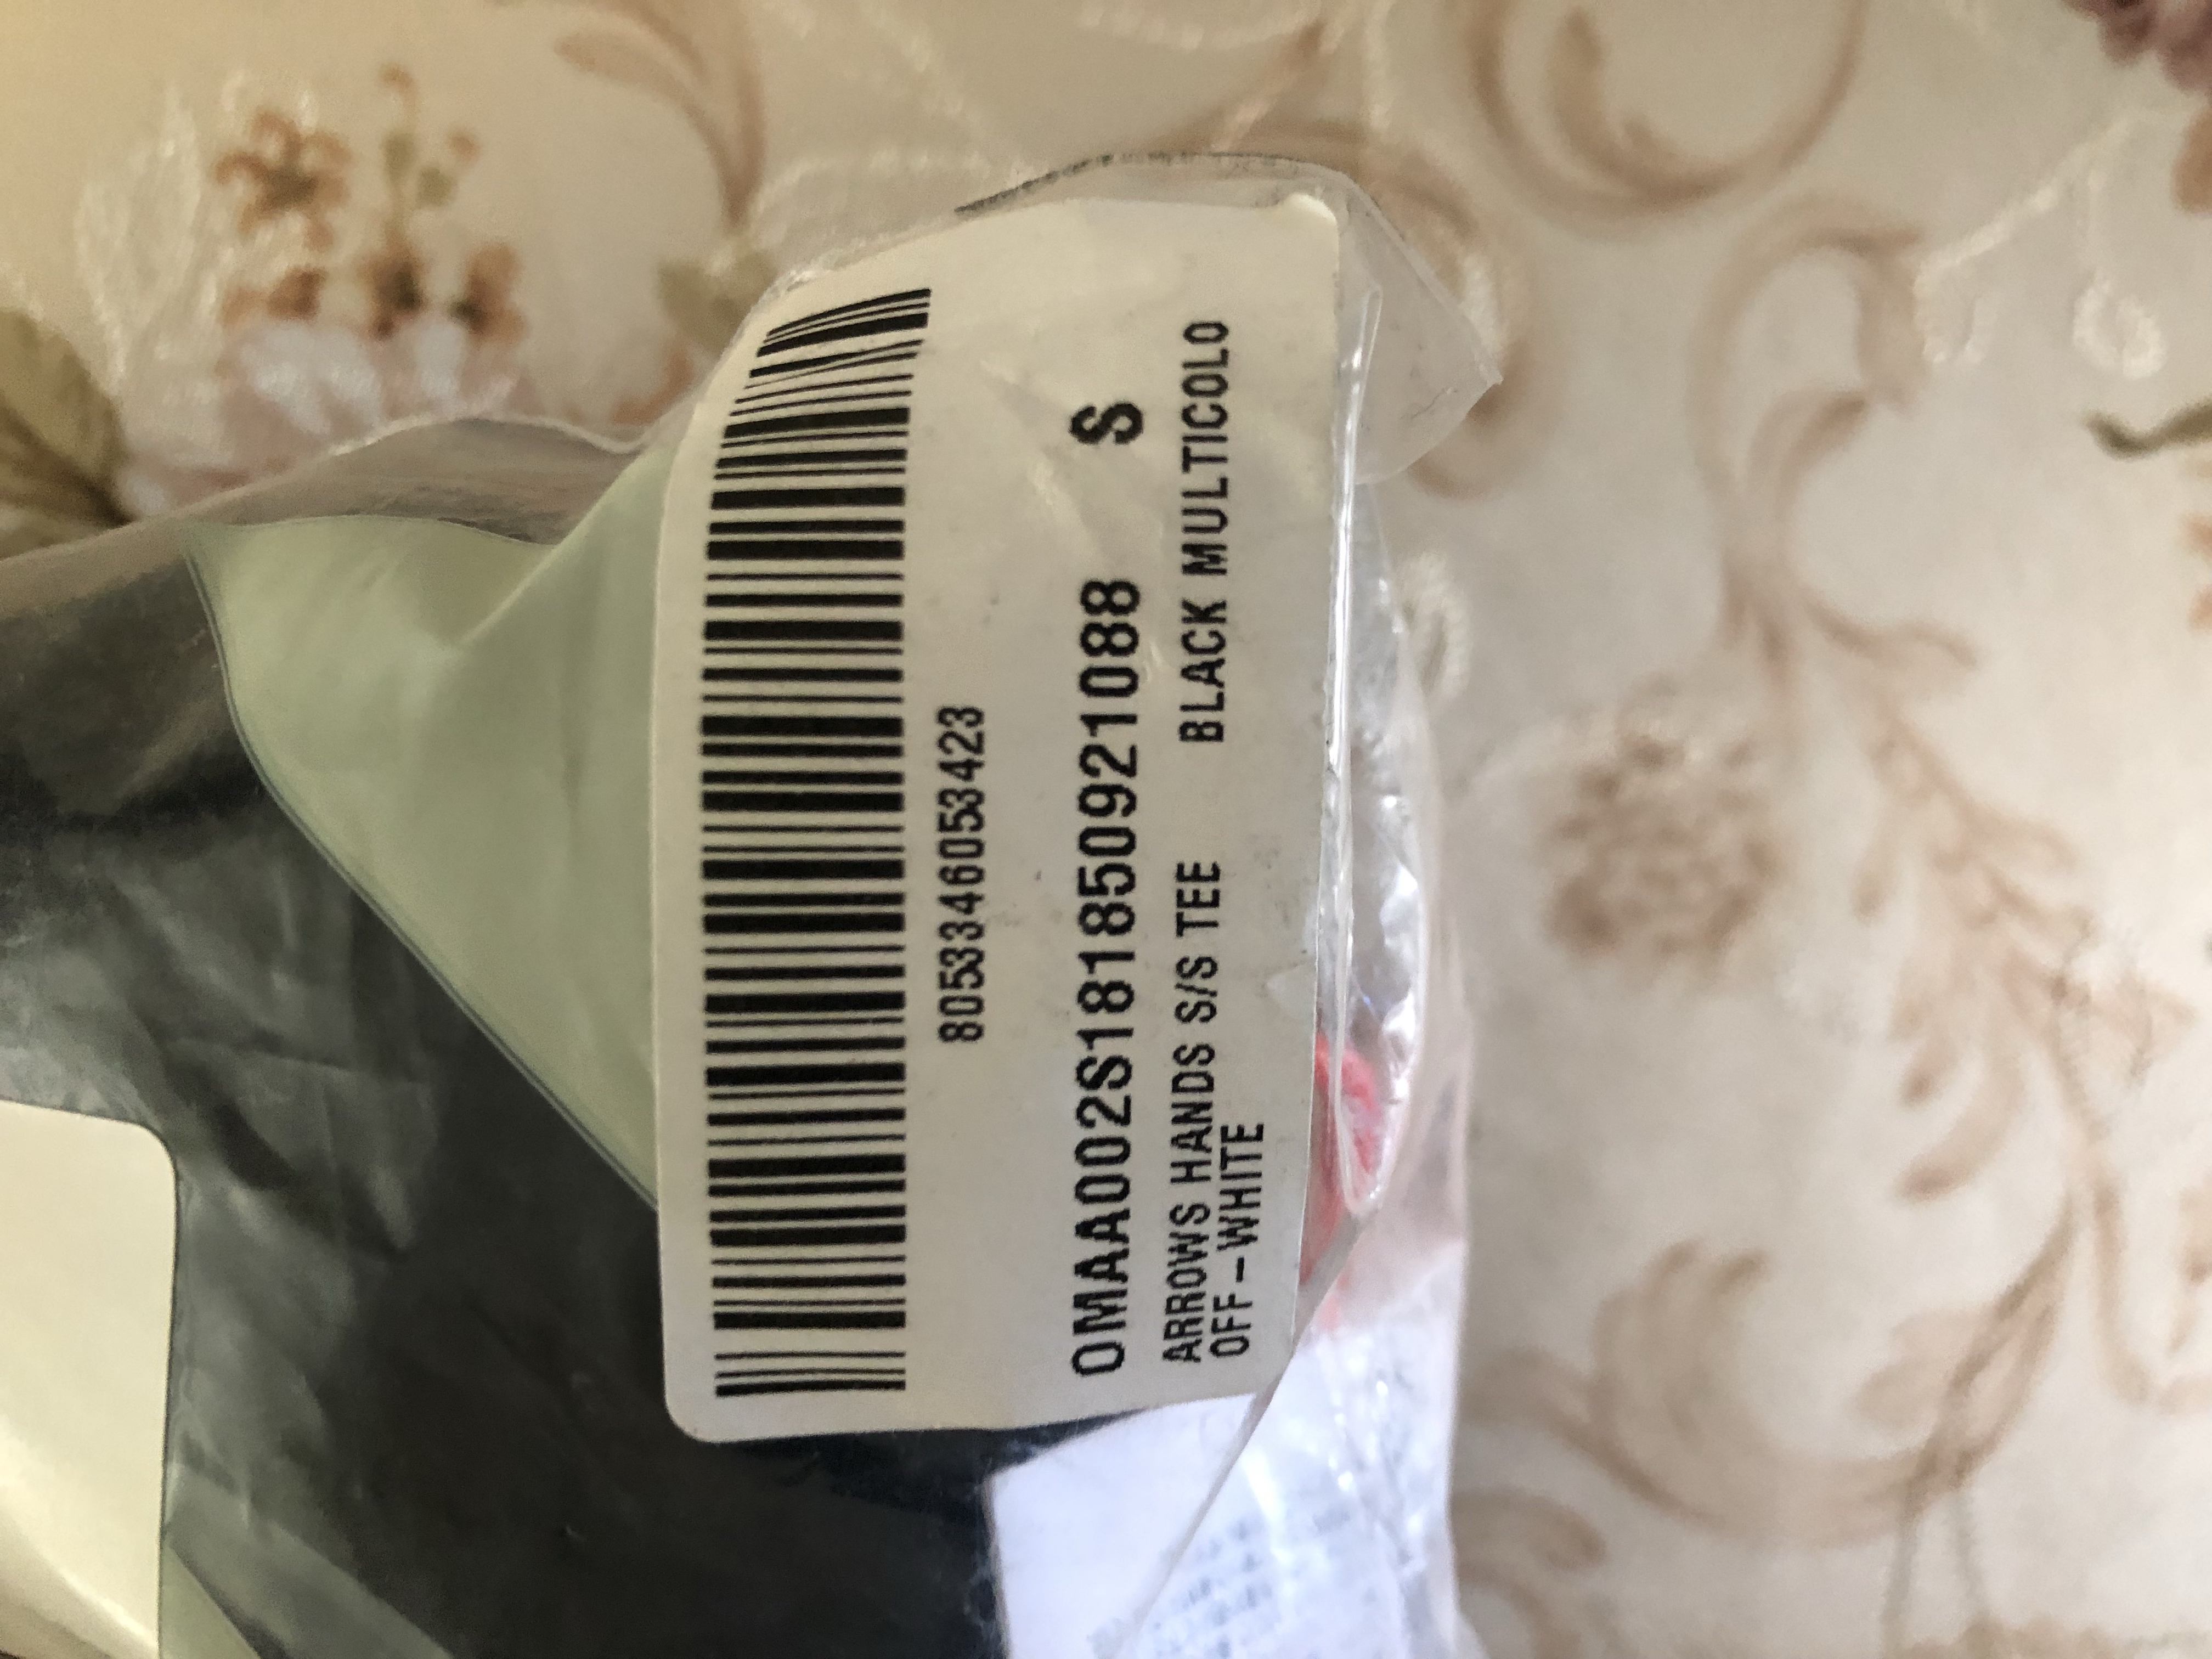 8053346053423
OMAA002S181850921088 S
ARROWS HANDS S/S TEE BLACK MULTICOLO
OFF-WHITE